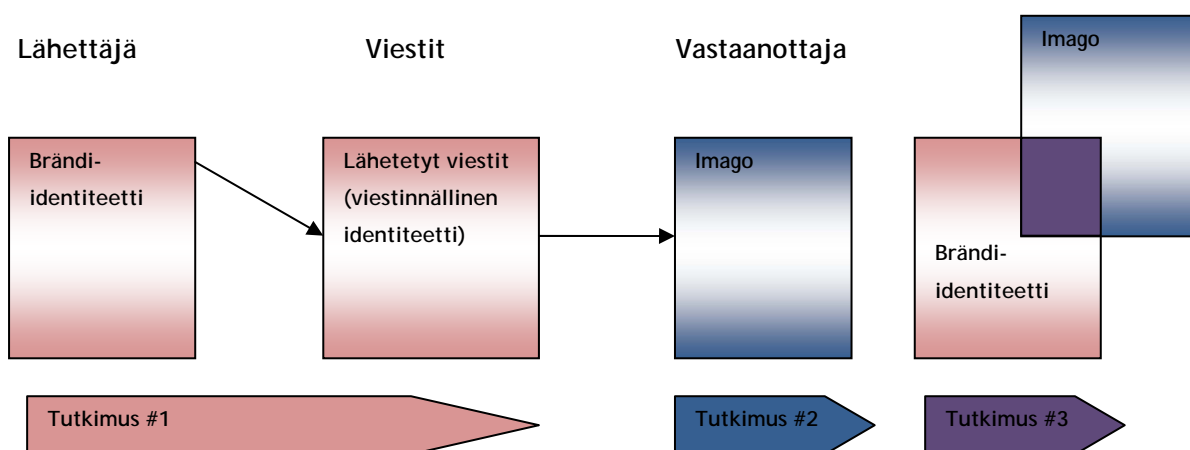 Lähettäjä
Viestit
Vastaanottaja
Imago
Brändi-
identiteetti
Lähetetyt viestit
(viestinnällinen
identiteetti)
Imago
Brändi-
identiteetti
Tutkimus #1
Tutkimus #2
Tutkimus #3